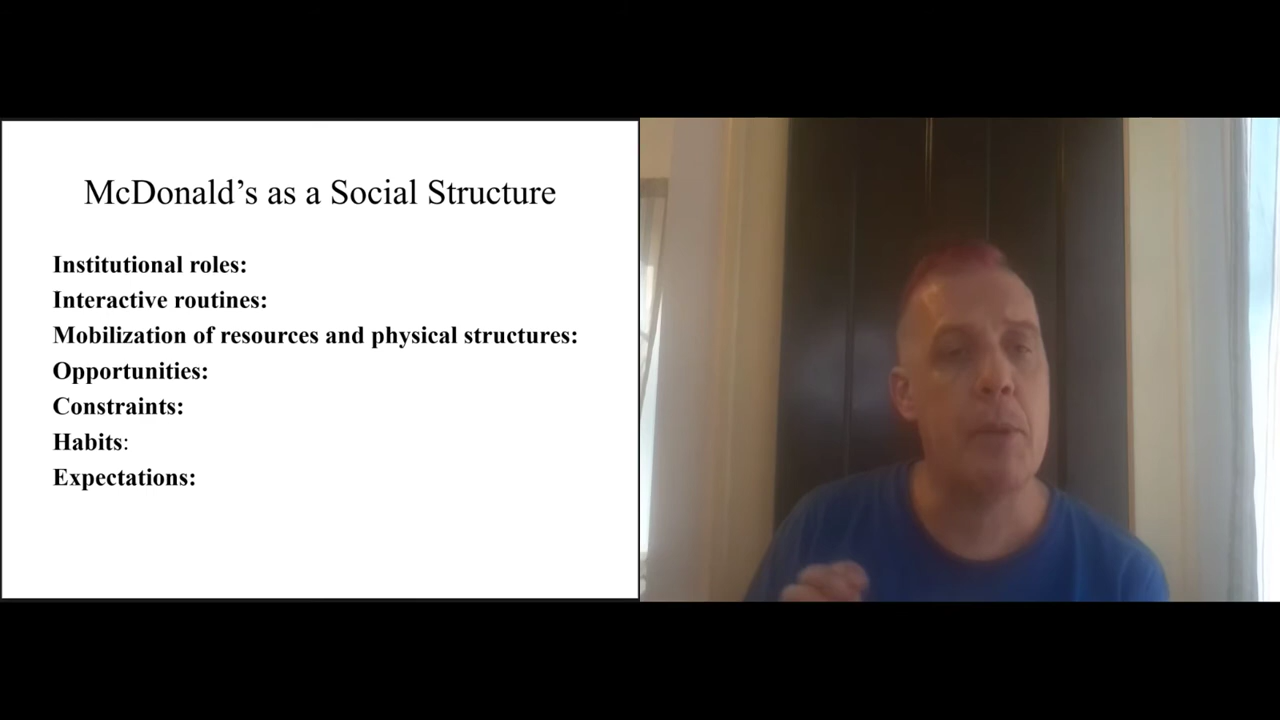 McDonald’s as a Social Structure
Institutional roles:
Interactive routines:
Mobilization of resources and physical structures:
Opportunities:
Constraints:
Habits:
Expectations: